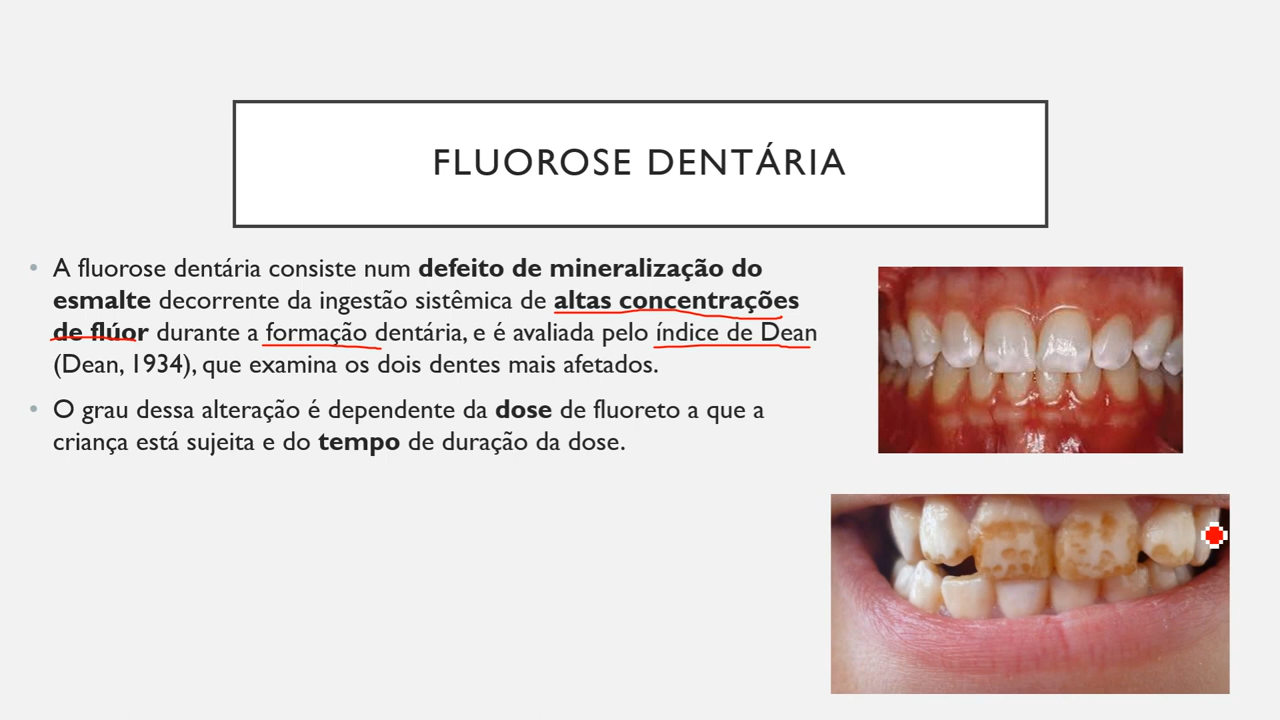 FLUOROSE DENTÁRIA
• A fluorose dentária consiste num defeito de mineralização do
esmalte decorrente da ingestão sistêmica de altas concentrações
de flúor durante a formação dentária, e é avaliada pelo índice de Dean
(Dean, 1934), que examina os dois dentes mais afetados.
• O grau dessa alteração é dependente da dose de fluoreto a que a
criança está sujeita e do tempo de duração da dose.